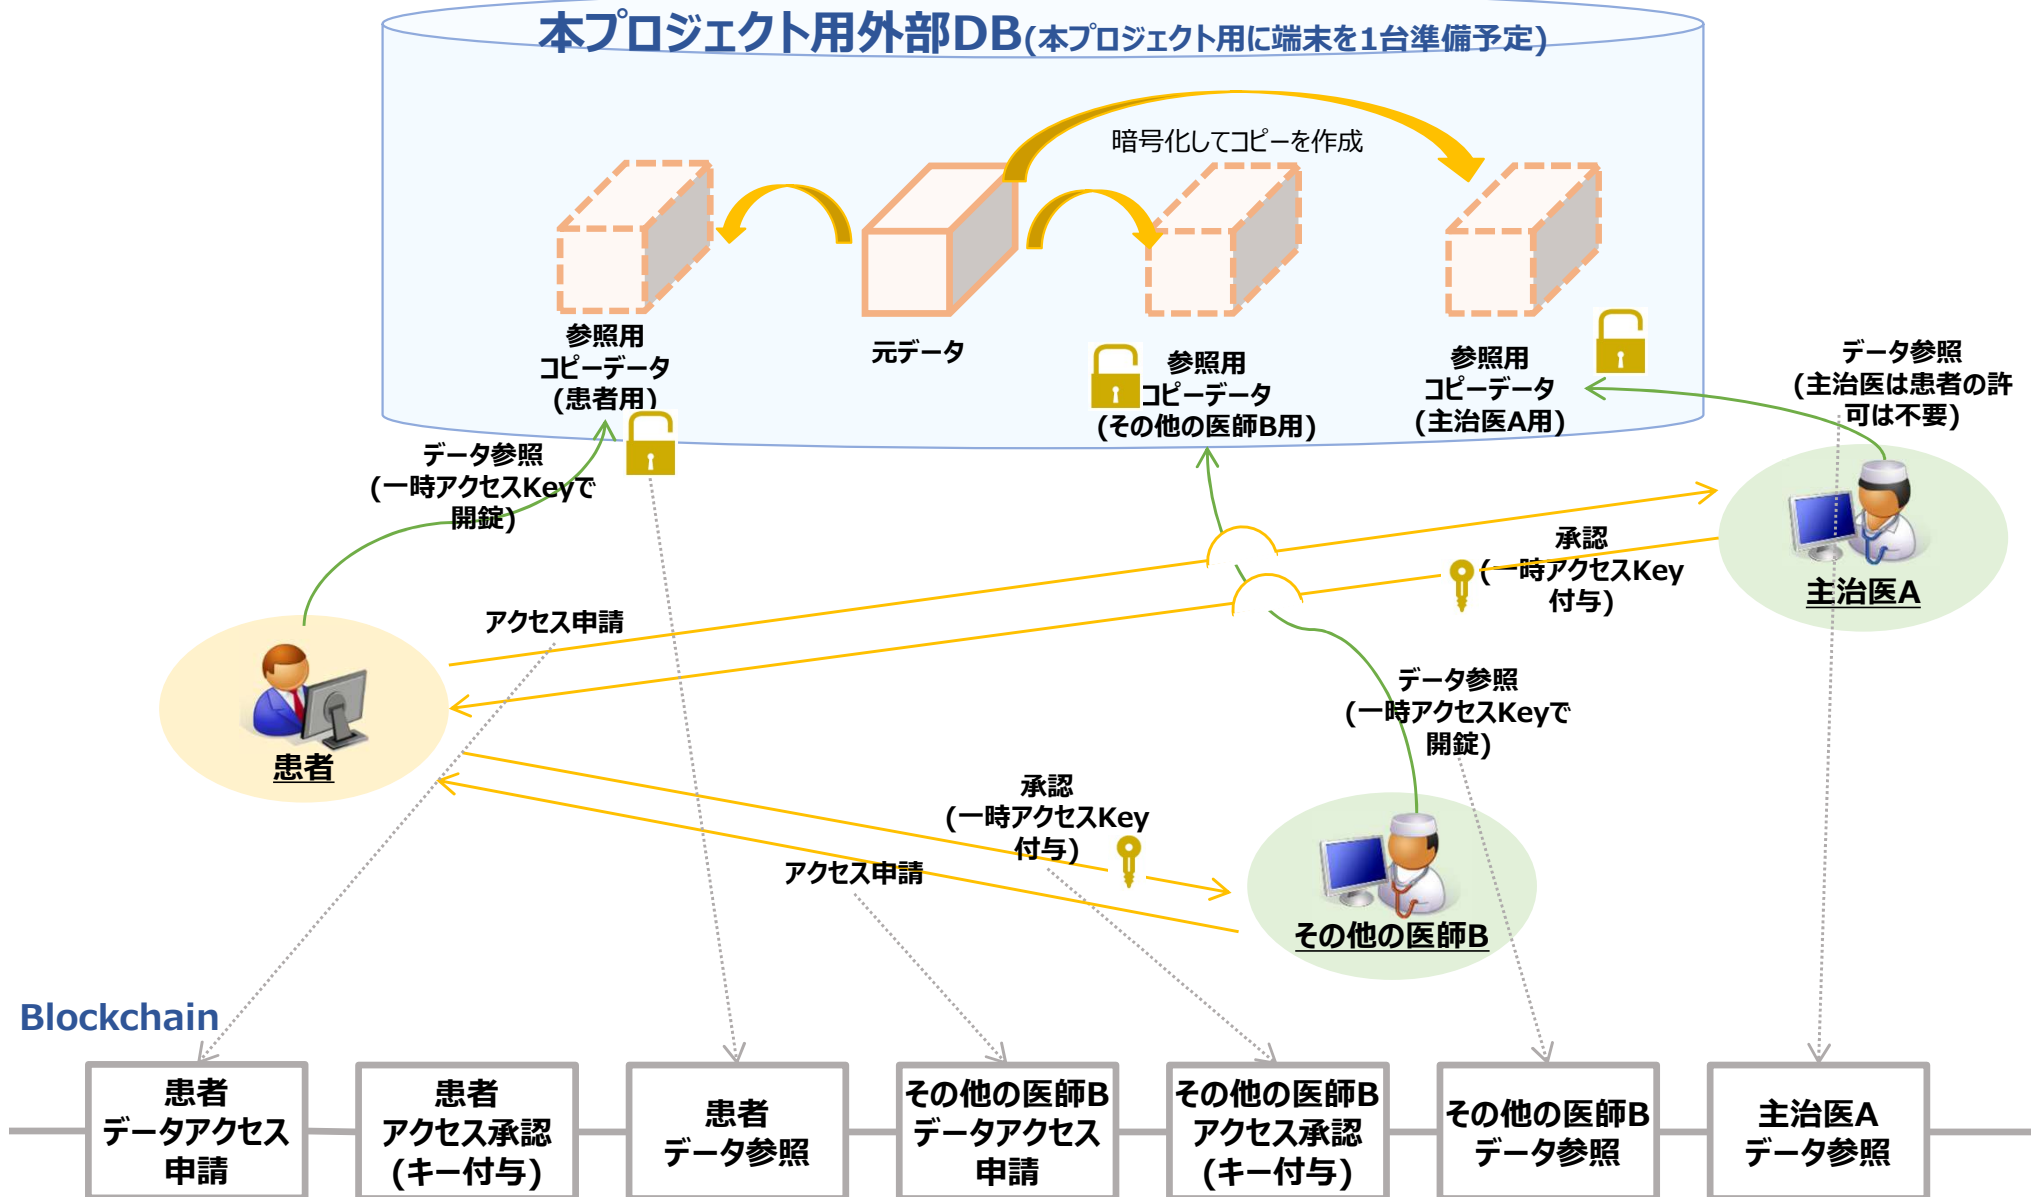 本プロジェクト用外部DB(本プロジェクト用に端末を1台準備予定)
暗号化してコピーを作成
参照用
コピーデータ
(患者用)
元データ
参照用
コピーデータ
(その他の医師B用)
参照用
コピーデータ
(主治医A用)
データ参照
(主治医は患者の許
可は不要)
データ参照
(一時アクセスKeyで
開錠)
承認
(一時アクセスKey
付与)
主治医A
アクセス申請
患者
データ参照
(一時アクセスKeyで
開錠)
承認
(一時アクセスKey
付与)
アクセス申請
その他の医師B
Blockchain
患者
データアクセス
申請
患者
アクセス承認
(キー付与)
患者
データ参照
その他の医師B
データアクセス
申請
その他の医師B
アクセス承認
(キー付与)
その他の医師B
データ参照
主治医A
データ参照